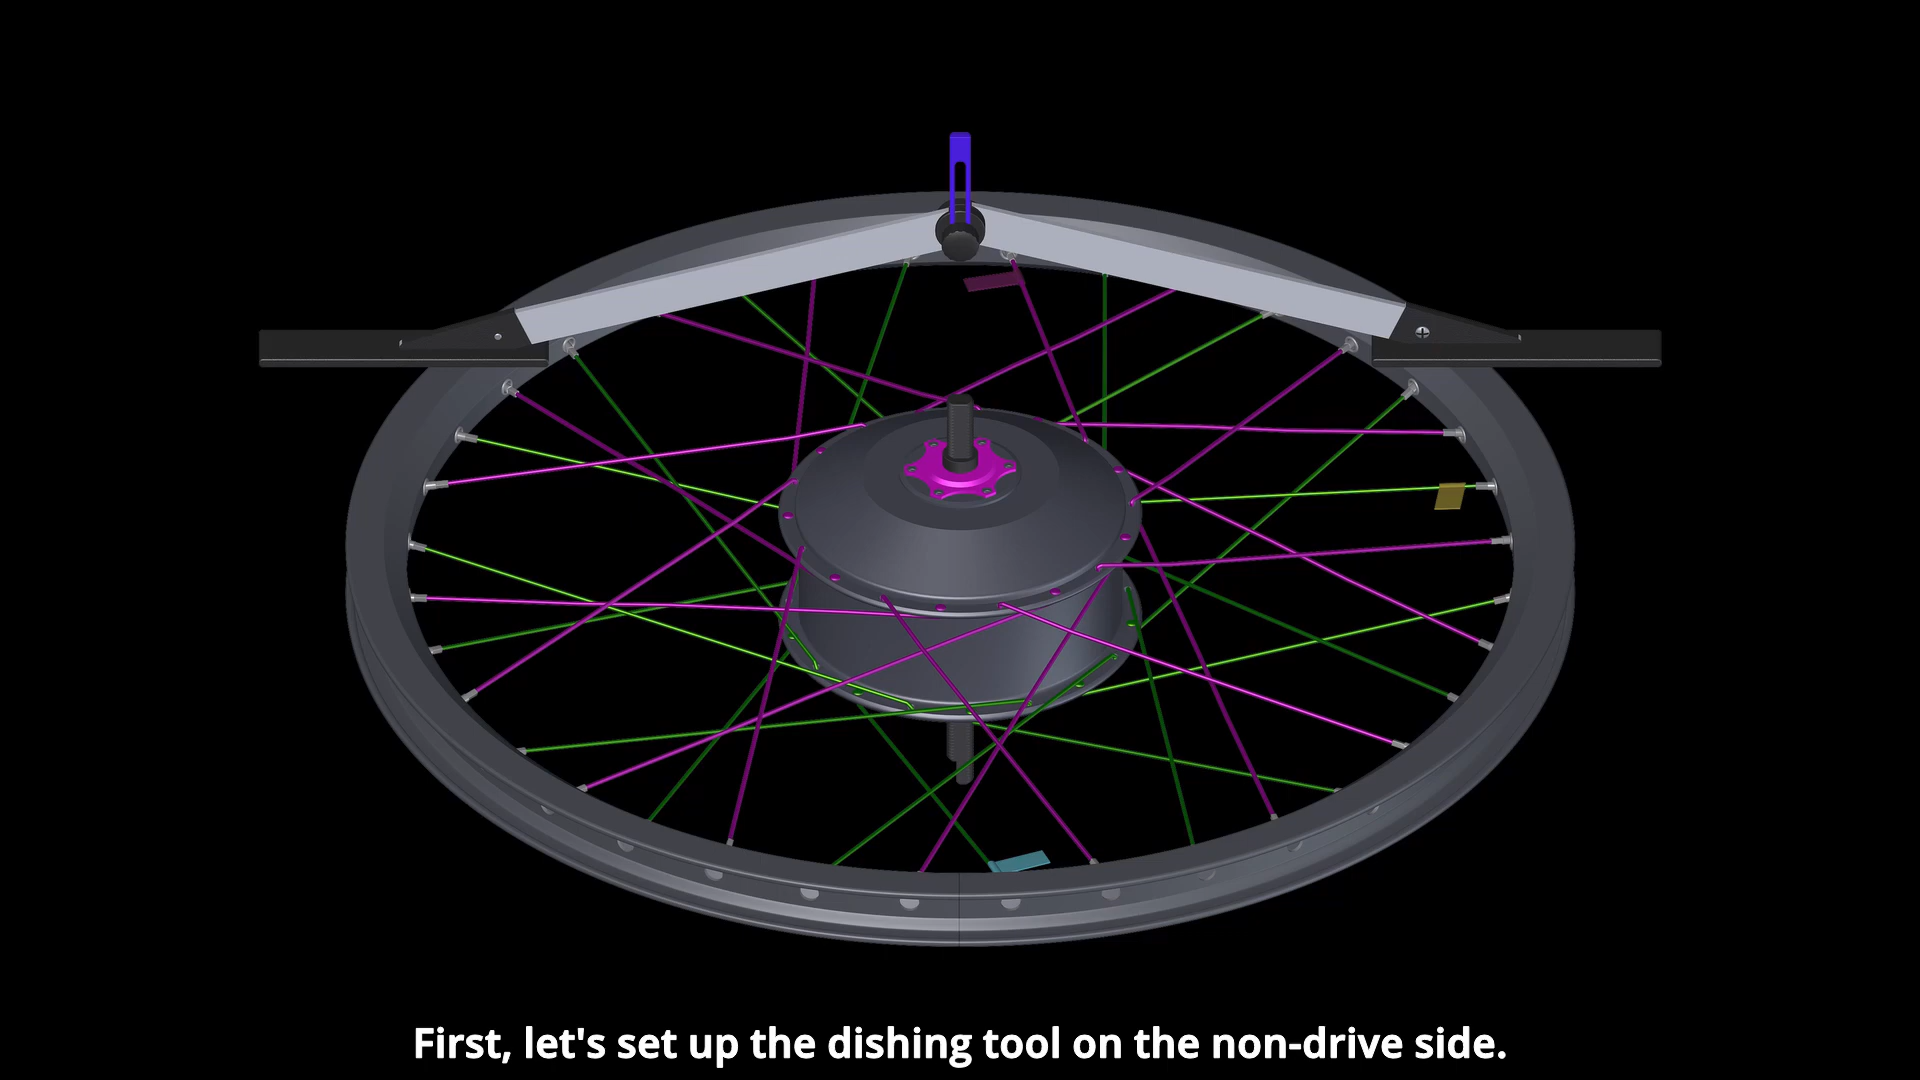 First, let's set up the dishing tool on the non-drive side.